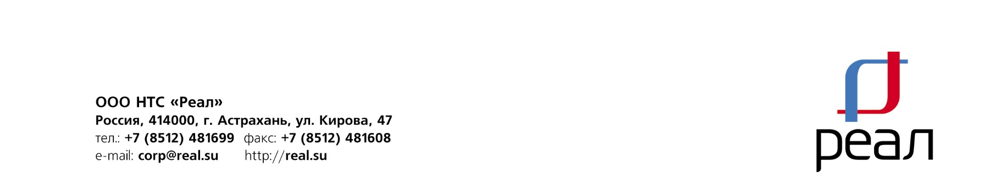 ООО НТС «Реал»
Россия, 414000, г. Астрахань, ул. Кирова, 47
тел.: +7 (8512) 481699 факс: +7 (8512) 481608
e-mail: corp@real.su http://real.su
реал